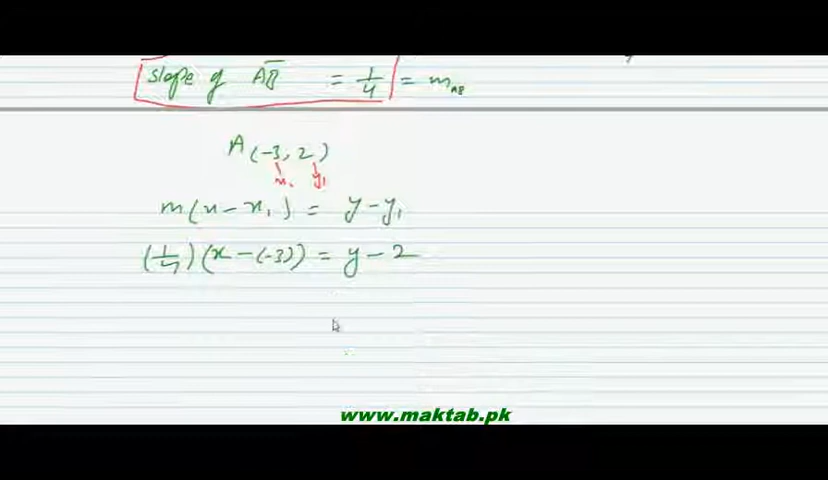 slope of AB = 1/4 = m_AB
A(-3, 2)
x₁ y₁
m(x - x₁) = y - y₁
(1/4)(x - (-3)) = y - 2
www.maktab.pk